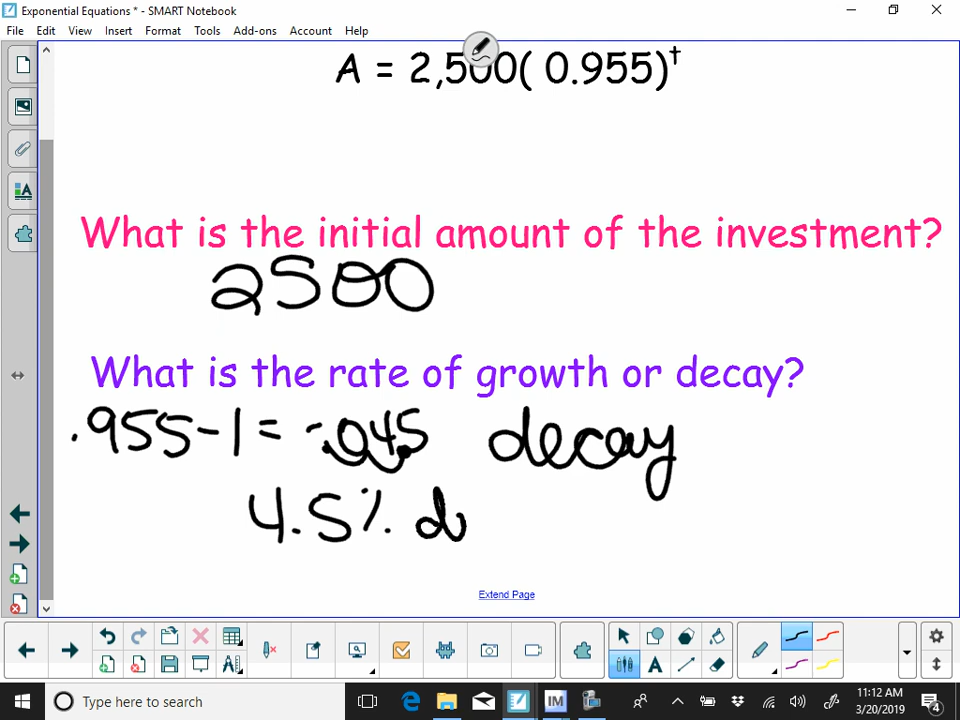 Exponential Equations * - SMART Notebook
File Edit View Insert Format Tools Add-ons Account Help
A = 2,500( 0.955)ᵗ
What is the initial amount of the investment?
2500
What is the rate of growth or decay?
.955-1 = -.045 decay
4.5% d
Extend Page
A
Type here to search
IM
11:12 AM
3/20/2019
4